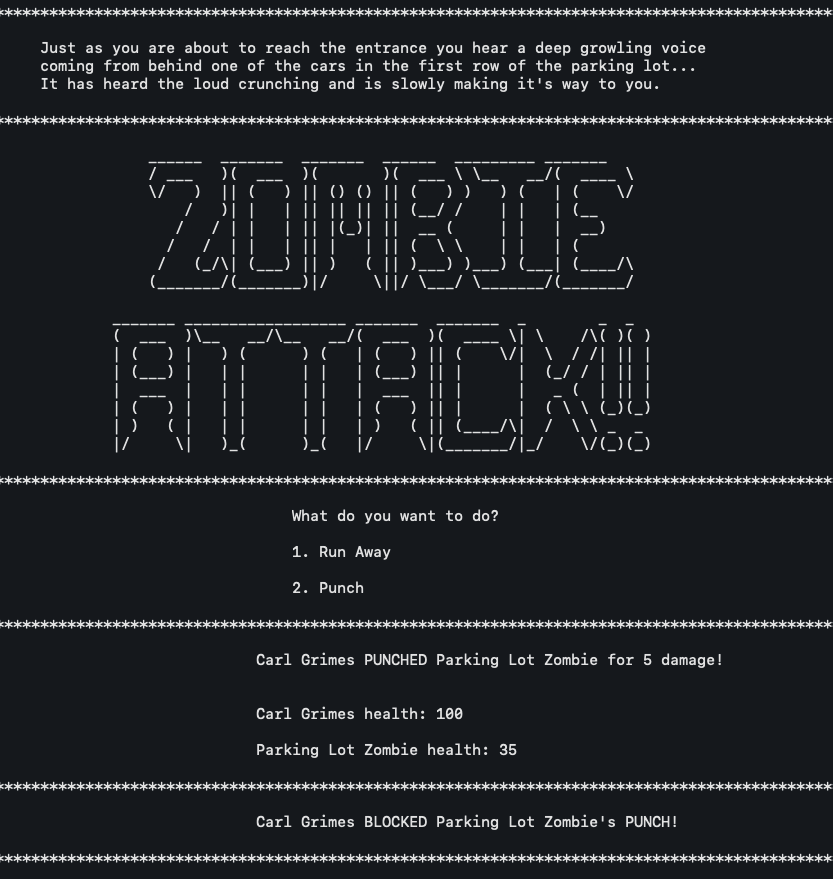 Just as you are about to reach the entrance you hear a deep growling voice
coming from behind one of the cars in the first row of the parking lot...
It has heard the loud crunching and is slowly making it's way to you.
ZOMBIE
ATTACK!!
What do you want to do?
1. Run Away
2. Punch
Carl Grimes PUNCHED Parking Lot Zombie for 5 damage!
Carl Grimes health: 100
Parking Lot Zombie health: 35
Carl Grimes BLOCKED Parking Lot Zombie's PUNCH!